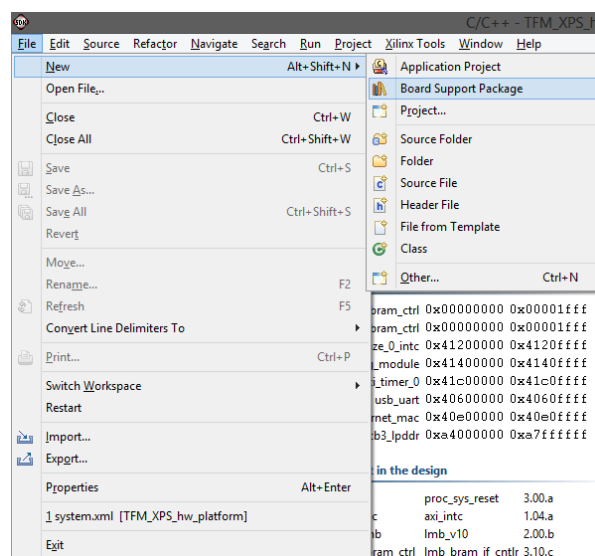 SDK
C/C++ - TFM_XPS_h
File Edit Source Refactor Navigate Search Run Project Xilinx Tools Window Help
New Alt+Shift+N
Open File...
Close Ctrl+W
Close All Ctrl+Shift+W
Save Ctrl+S
Save As...
Save All Ctrl+Shift+S
Revert
Move...
Rename... F2
Refresh F5
Convert Line Delimiters To
Print... Ctrl+P
Switch Workspace
Restart
Import...
Export...
Properties Alt+Enter
1 system.xml [TFM_XPS_hw_platform]
Exit
Application Project
Board Support Package
Project...
Source Folder
Folder
Source File
Header File
File from Template
Class
Other... Ctrl+N
bram_ctrl 0x00000000 0x00001fff
bram_ctrl 0x00000000 0x00001fff
ze_0_intc 0x41200000 0x4120ffff
_module 0x41400000 0x4140ffff
i_timer_0 0x41c00000 0x41c0ffff
usb_uart 0x40600000 0x4060ffff
rnet_mac 0x40e00000 0x40e0ffff
b3_lpddr 0xa4000000 0xa7ffffff
t in the design
proc_sys_reset 3.00.a
c axi_intc 1.04.a
b lmb_v10 2.00.b
ram_ctrl lmb_bram_if_cntlr 3.10.c